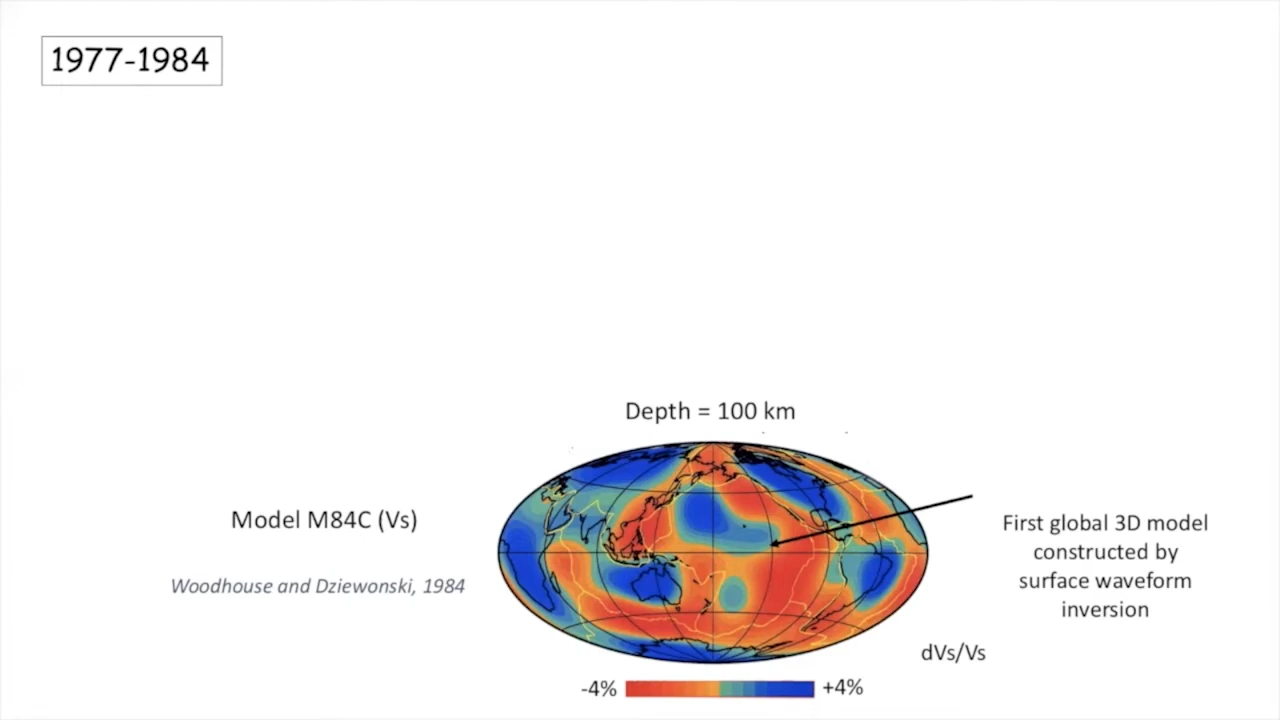 1977-1984
Depth = 100 km
Model M84C (Vs)
Woodhouse and Dziewonski, 1984
First global 3D model
constructed by
surface waveform
inversion
dVs/Vs
-4%
+4%